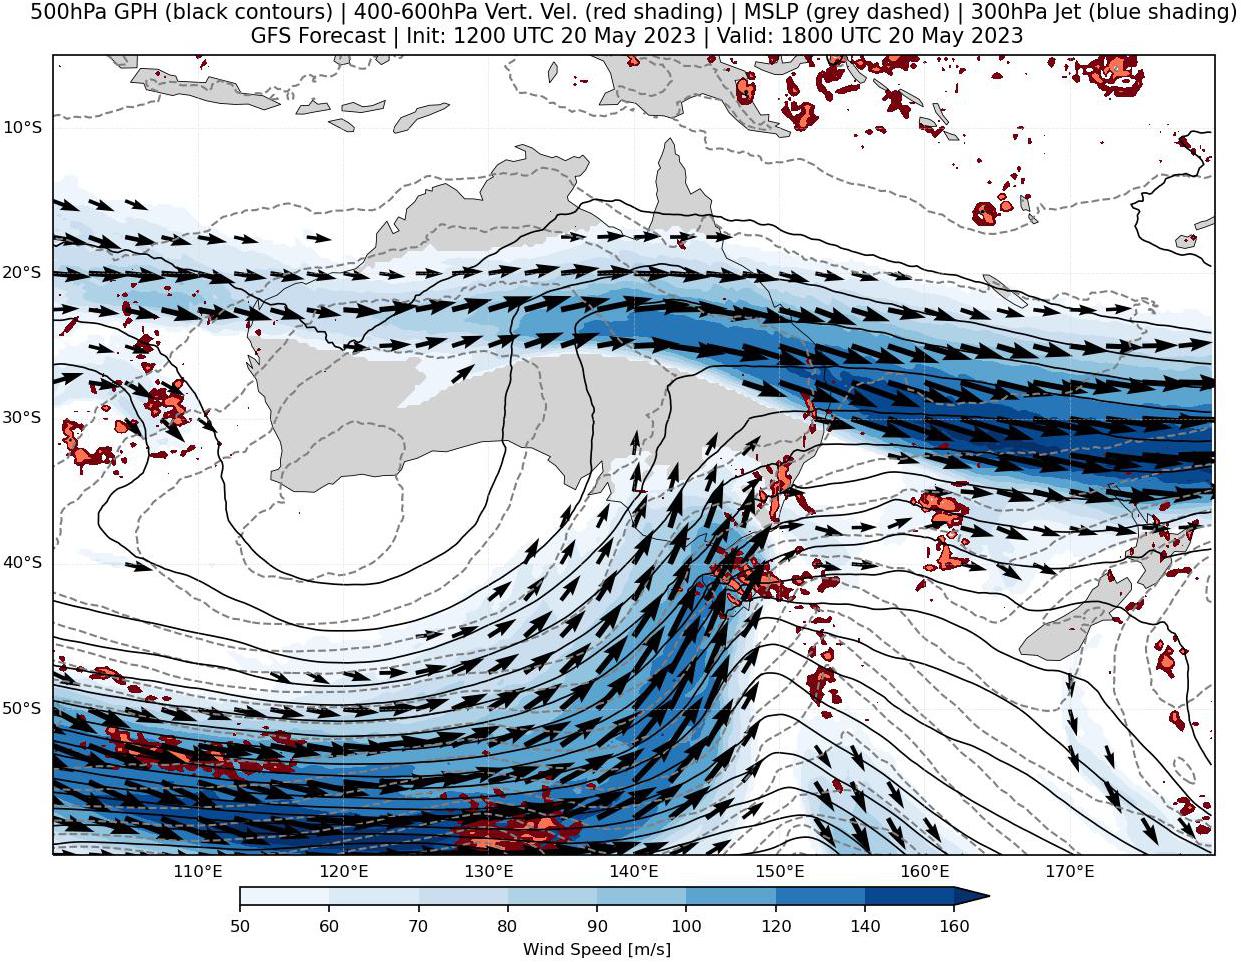 500hPa GPH (black contours) | 400-600hPa Vert. Vel. (red shading) | MSLP (grey dashed) | 300hPa Jet (blue shading)
GFS Forecast | Init: 1200 UTC 20 May 2023 | Valid: 1800 UTC 20 May 2023
10°S
20°S
30°S
40°S
50°S
110°E 120°E 130°E 140°E 150°E 160°E 170°E
50 60 70 80 90 100 120 140 160
Wind Speed [m/s]